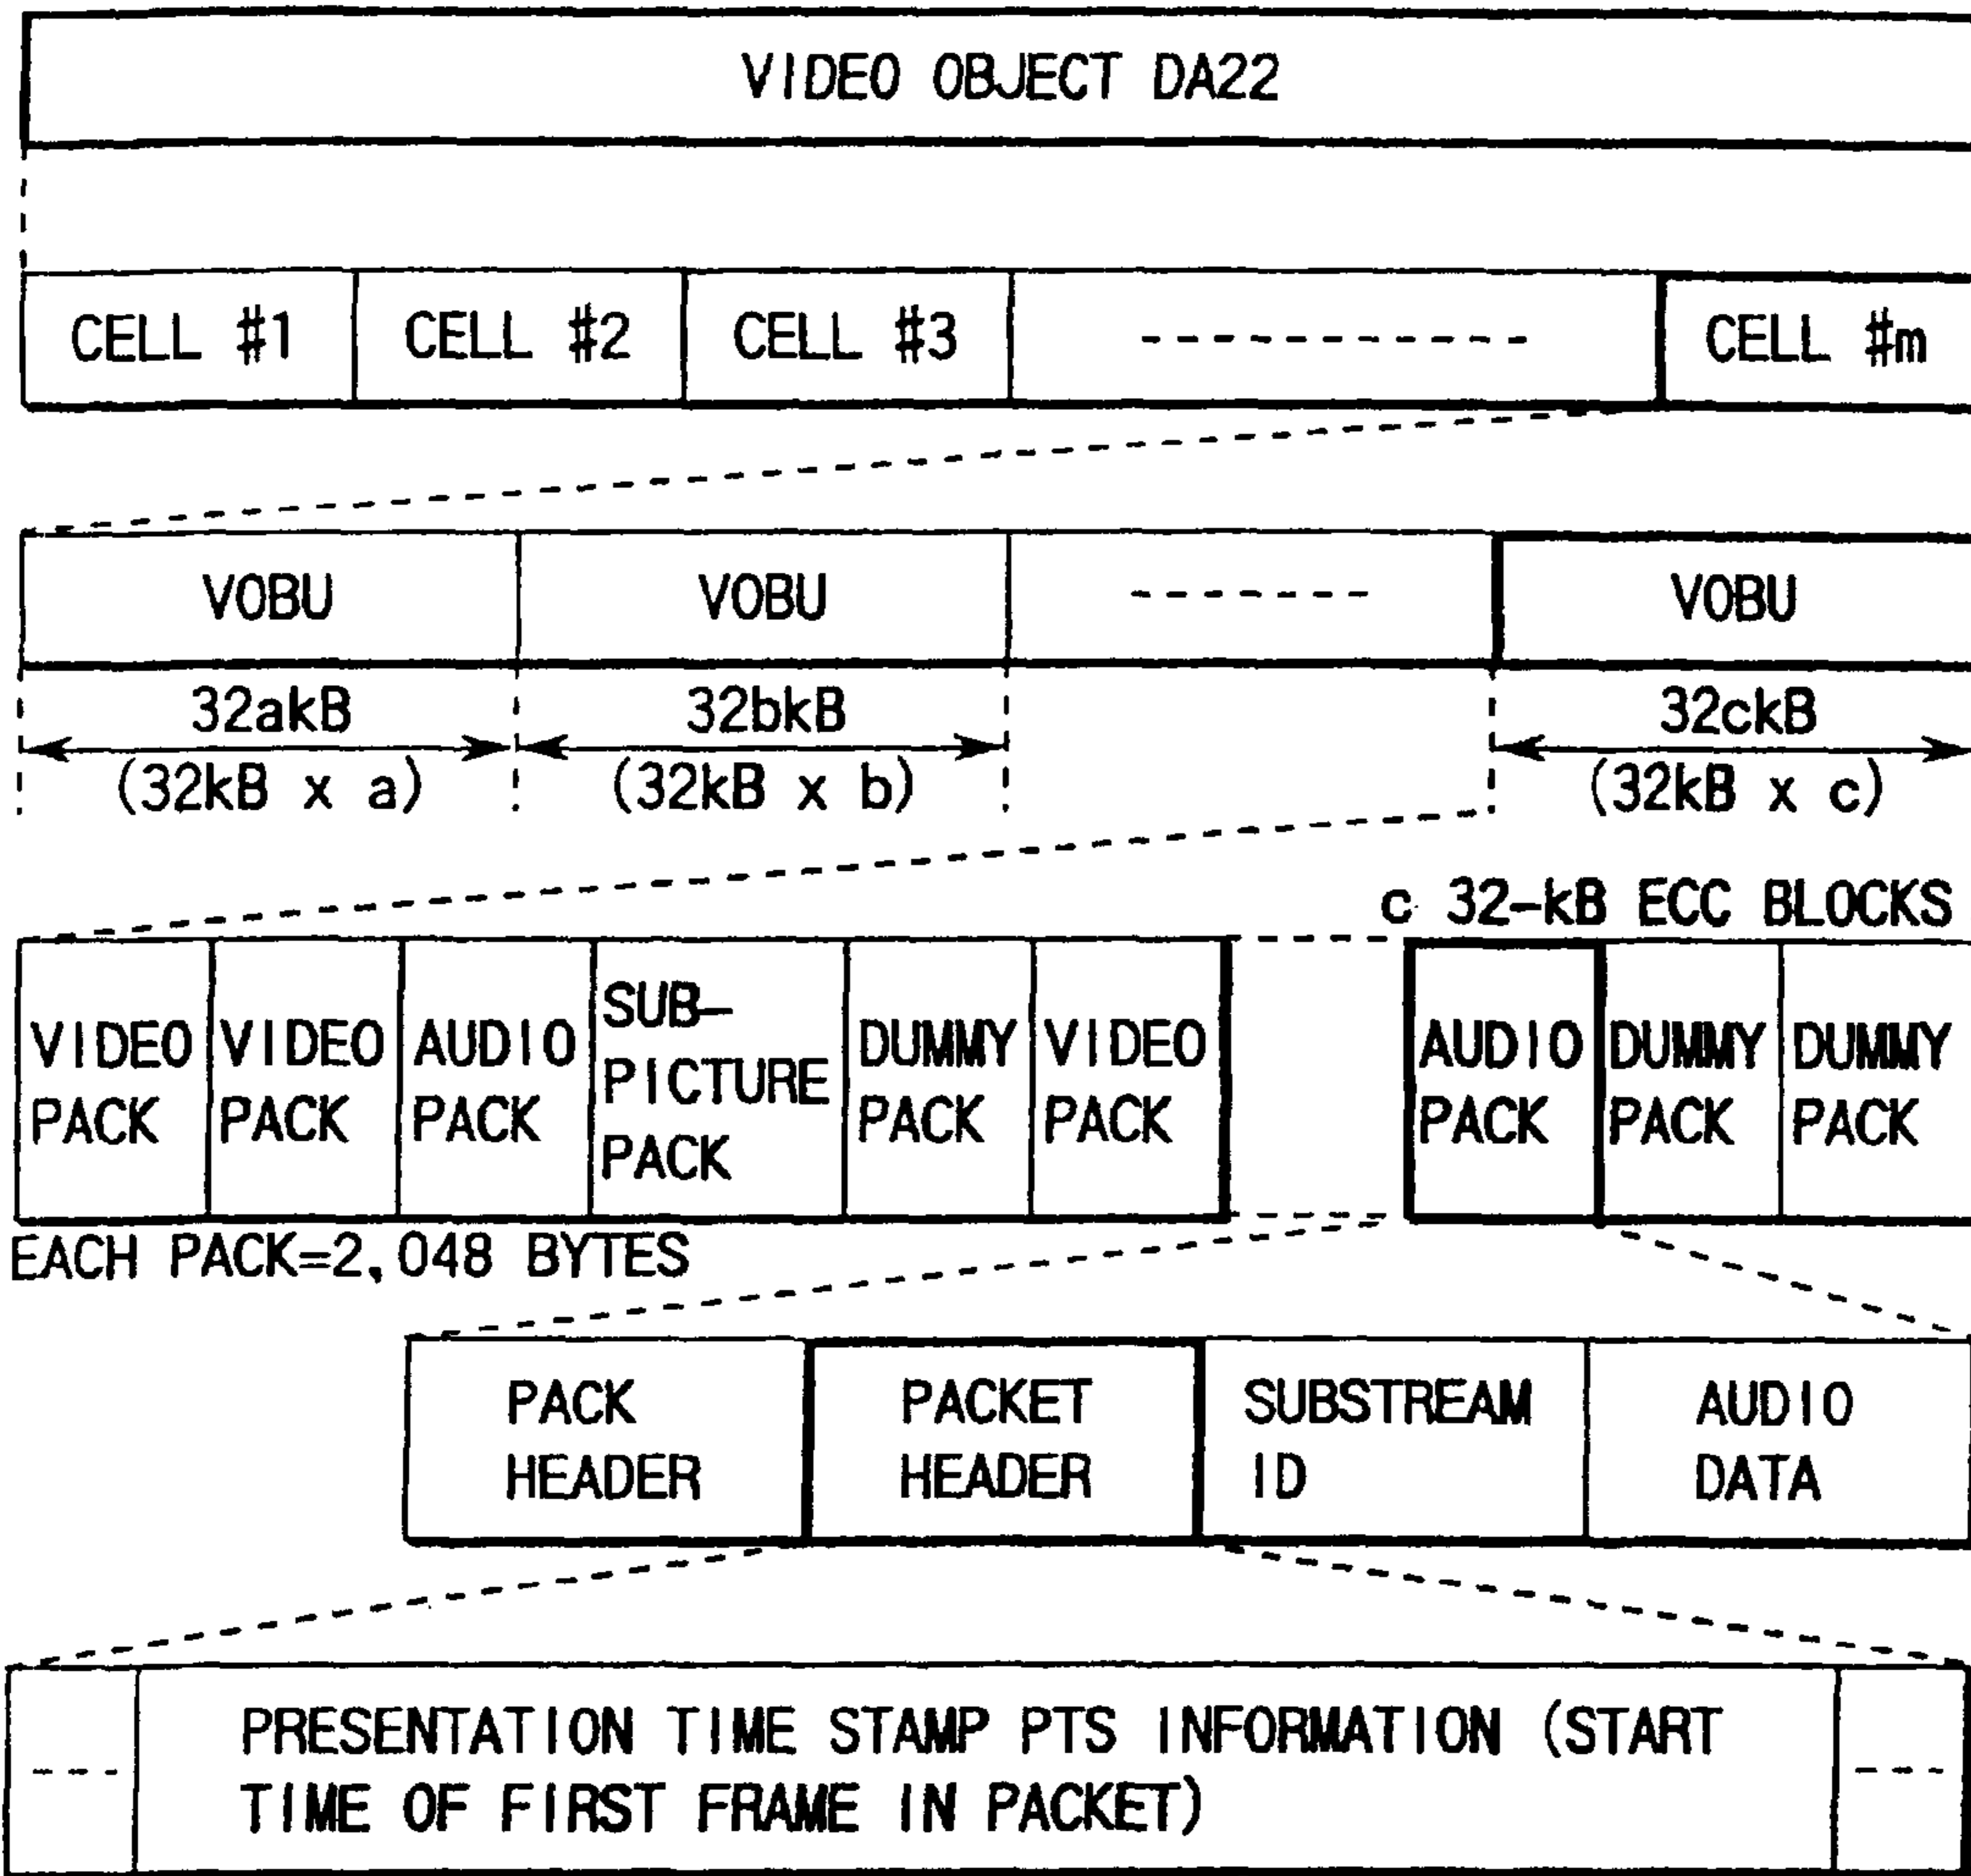 VIDEO OBJECT DA22
CELL #1 CELL #2 CELL #3 ------------- CELL #m
VOBU VOBU -------- VOBU
32akB 32bkB 32ckB
(32kB x a) (32kB x b) (32kB x c)
c 32-kB ECC BLOCKS
VIDEO PACK
VIDEO PACK
AUDIO PACK
SUB-
PICTURE
PACK
DUMMY PACK
VIDEO PACK
AUDIO PACK
DUMMY PACK
DUMMY PACK
EACH PACK=2,048 BYTES
PACK
HEADER
PACKET
HEADER
SUBSTREAM
ID
AUDIO
DATA
--- PRESENTATION TIME STAMP PTS INFORMATION (START
TIME OF FIRST FRAME IN PACKET) ---